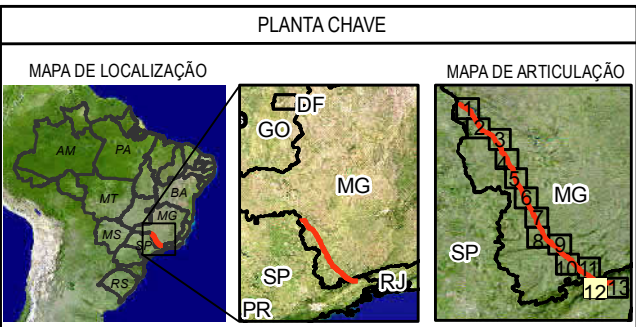 PLANTA CHAVE
MAPA DE LOCALIZAÇÃO
AM
PA
MT
BA
MG
MS
SP
RS
DF
GO
MG
SP
RJ
PR
MAPA DE ARTICULAÇÃO
1
2
3
4
5
6
7
8
9
10
11
12
13
MG
SP